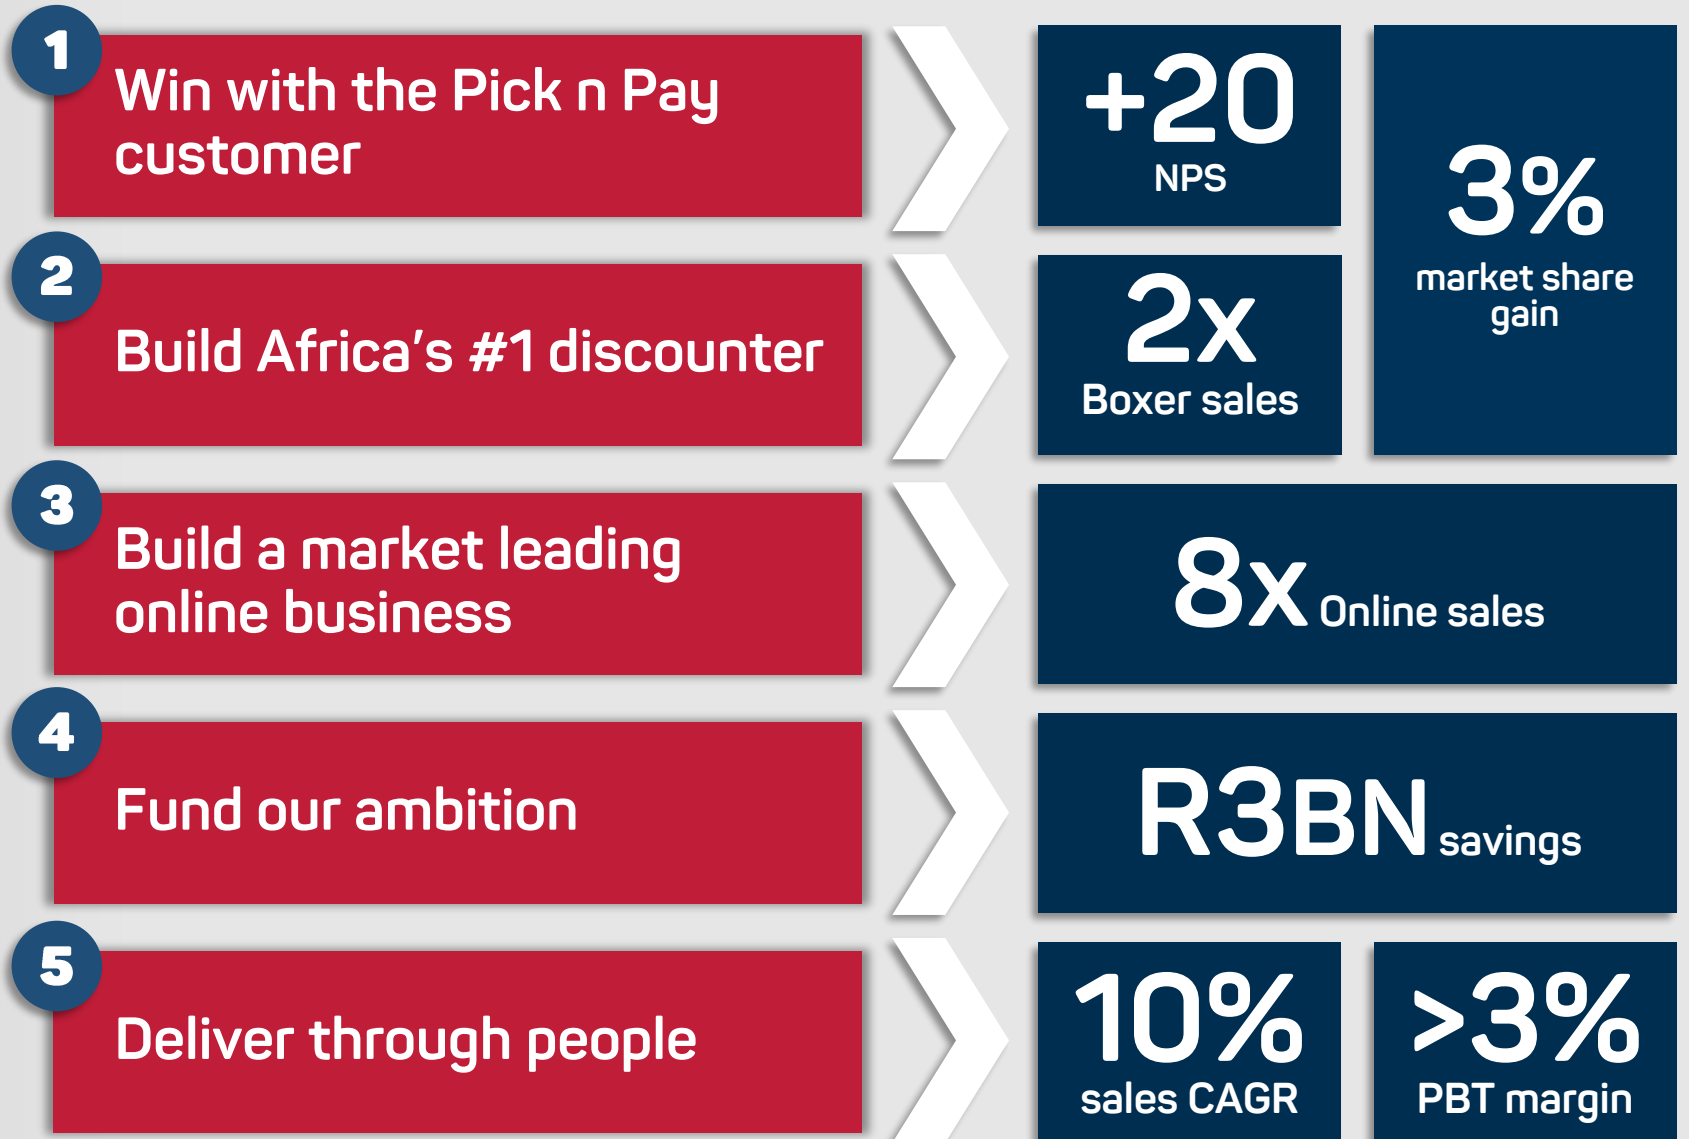 1
Win with the Pick n Pay
customer
+20
NPS
3%
market share
gain
2
Build Africa's #1 discounter
2x
Boxer sales
3
Build a market leading
online business
8x Online sales
4
Fund our ambition
R3BN savings
5
Deliver through people
10%
sales CAGR
>3%
PBT margin